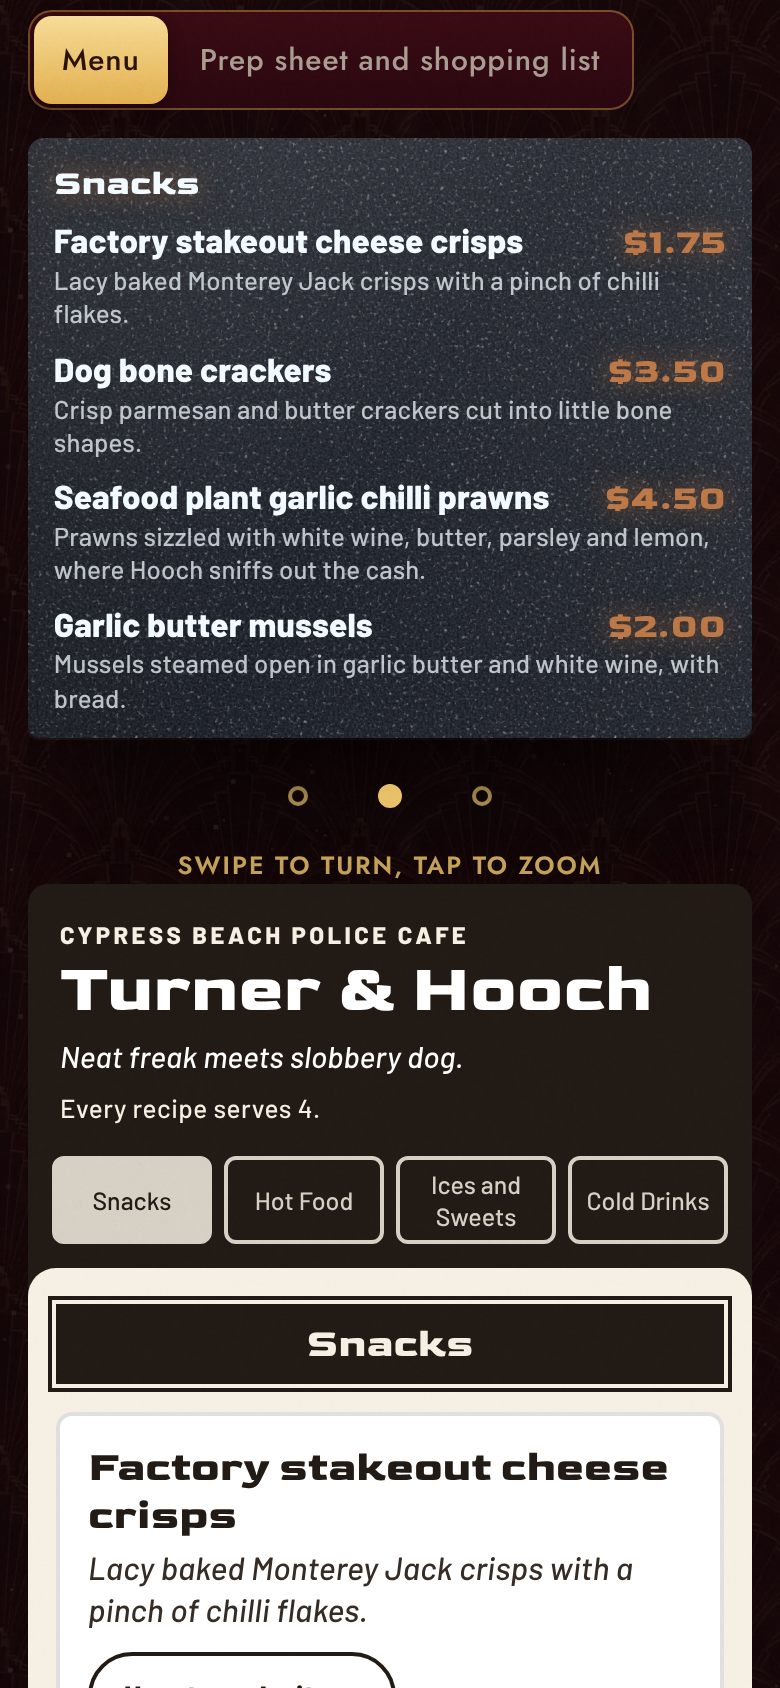 Menu
Prep sheet and shopping list
Snacks
Factory stakeout cheese crisps $1.75
Lacy baked Monterey Jack crisps with a pinch of chilli
flakes.
Dog bone crackers $3.50
Crisp parmesan and butter crackers cut into little bone
shapes.
Seafood plant garlic chilli prawns $4.50
Prawns sizzled with white wine, butter, parsley and lemon,
where Hooch sniffs out the cash.
Garlic butter mussels $2.00
Mussels steamed open in garlic butter and white wine, with
bread.
SWIPE TO TURN, TAP TO ZOOM
CYPRESS BEACH POLICE CAFE
Turner & Hooch
Neat freak meets slobbery dog.
Every recipe serves 4.
Snacks
Hot Food
Ices and
Sweets
Cold Drinks
Snacks
Factory stakeout cheese
crisps
Lacy baked Monterey Jack crisps with a
pinch of chilli flakes.